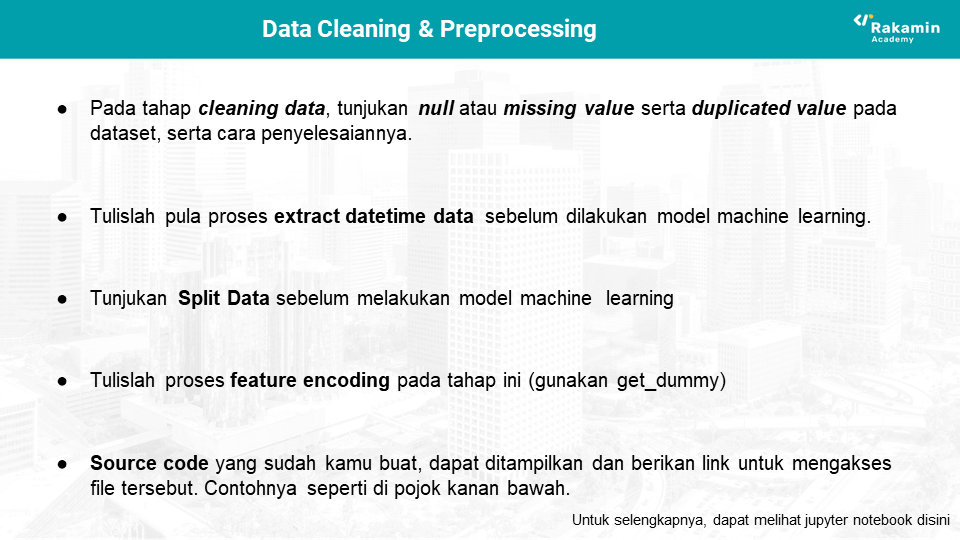 Data Cleaning & Preprocessing
Rakamin
Academy
● Pada tahap cleaning data, tunjukan null atau missing value serta duplicated value pada
dataset, serta cara penyelesaiannya.
● Tulislah pula proses extract datetime data sebelum dilakukan model machine learning.
● Tunjukan Split Data sebelum melakukan model machine learning
● Tulislah proses feature encoding pada tahap ini (gunakan get_dummy)
● Source code yang sudah kamu buat, dapat ditampilkan dan berikan link untuk mengakses
file tersebut. Contohnya seperti di pojok kanan bawah.
Untuk selengkapnya, dapat melihat jupyter notebook disini